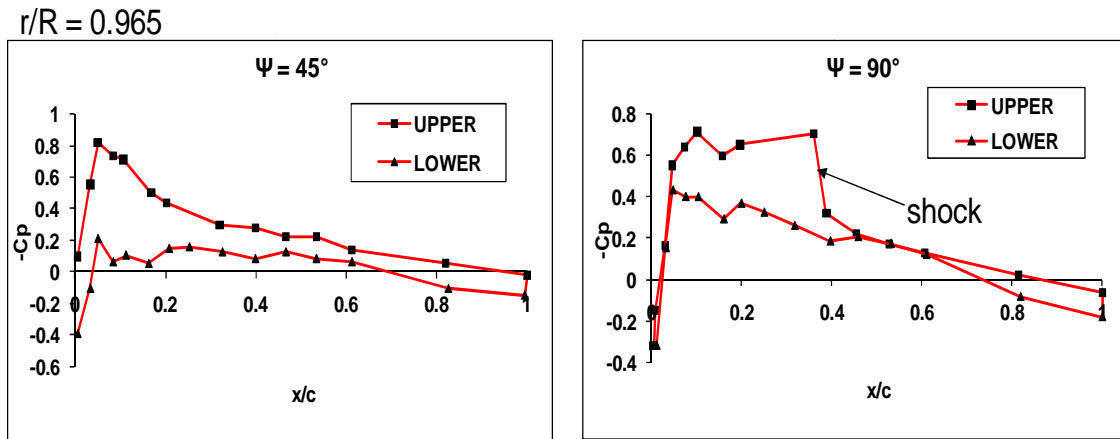 r/R = 0.965
Ψ = 45°
UPPER
LOWER
-Cp
1
0.8
0.6
0.4
0.2
0
-0.2
-0.4
-0.6
0 0.2 0.4 0.6 0.8 1
x/c
Ψ = 90°
UPPER
LOWER
shock
-Cp
0.8
0.6
0.4
0.2
0
-0.2
-0.4
0 0.2 0.4 0.6 0.8 1
x/c